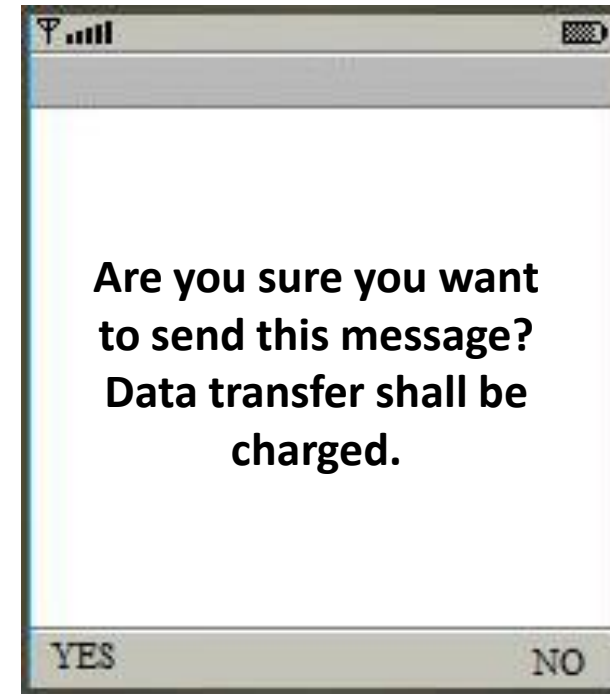 Are you sure you want
to send this message?
Data transfer shall be
charged.
YES NO